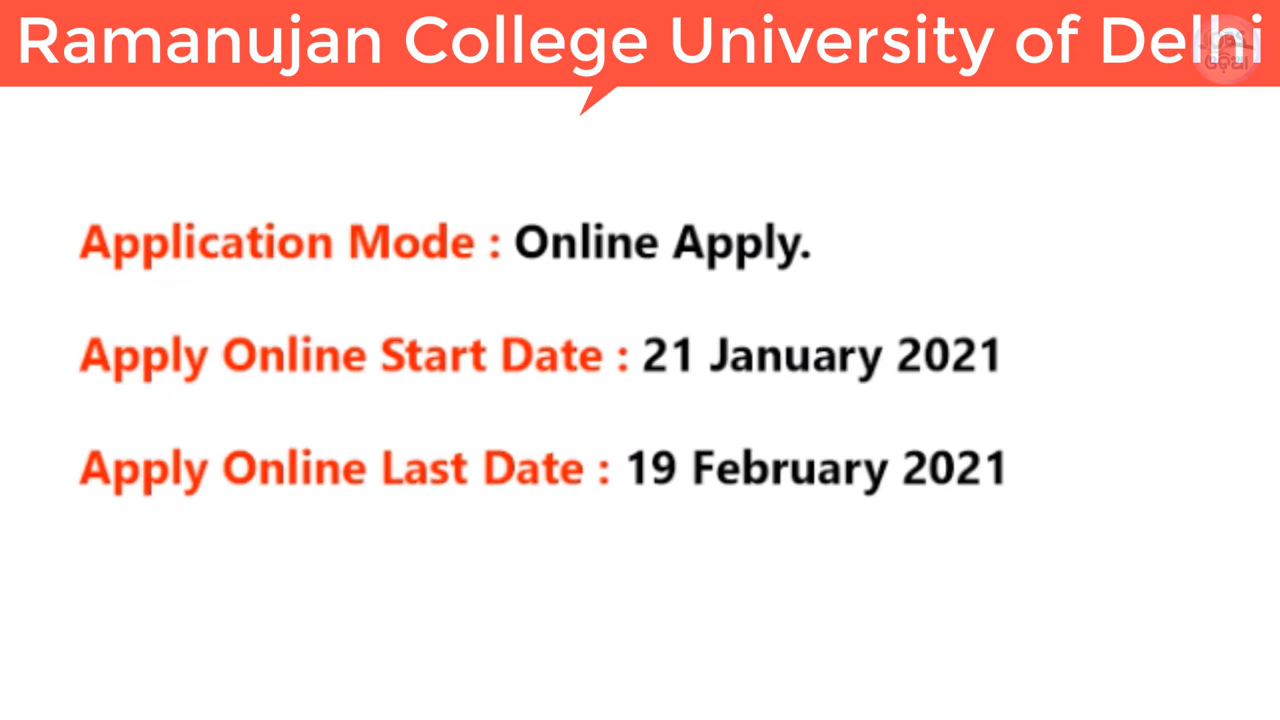 Ramanujan College University of Delhi
Application Mode : Online Apply.
Apply Online Start Date : 21 January 2021
Apply Online Last Date : 19 February 2021